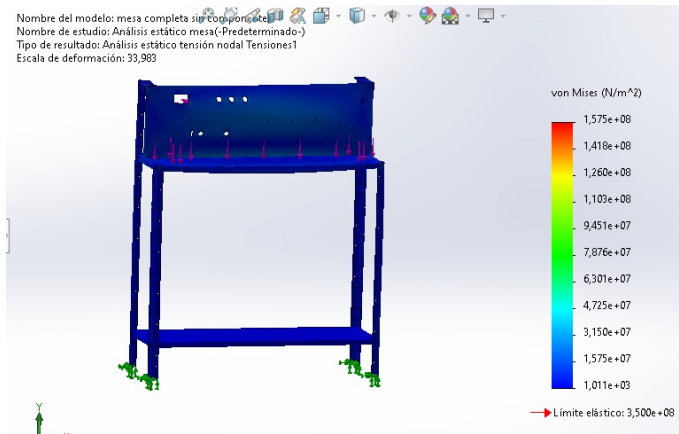 Nombre del modelo: mesa completa sin componentes
Nombre de estudio: Análisis estático mesa(-Predeterminado-)
Tipo de resultado: Análisis estático tensión nodal Tensiones1
Escala de deformación: 33,983
von Mises (N/m^2)
1,575e+08
1,418e+08
1,260e+08
1,103e+08
9,451e+07
7,876e+07
6,301e+07
4,725e+07
3,150e+07
1,575e+07
1,011e+03
Límite elástico: 3,500e+08
Y